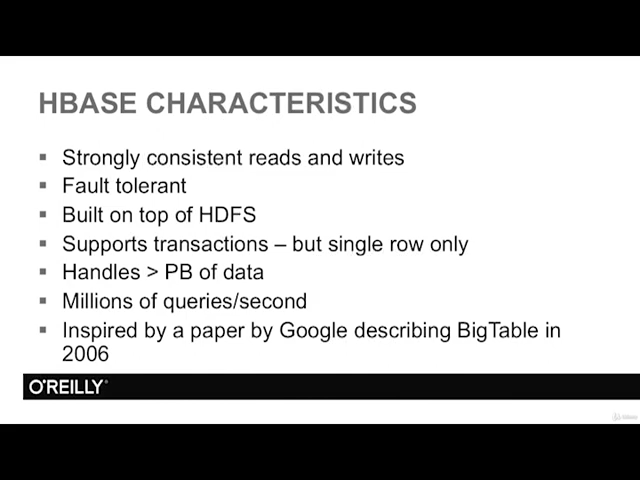 HBASE CHARACTERISTICS
▪ Strongly consistent reads and writes
▪ Fault tolerant
▪ Built on top of HDFS
▪ Supports transactions – but single row only
▪ Handles > PB of data
▪ Millions of queries/second
▪ Inspired by a paper by Google describing BigTable in
2006
O'REILLY®